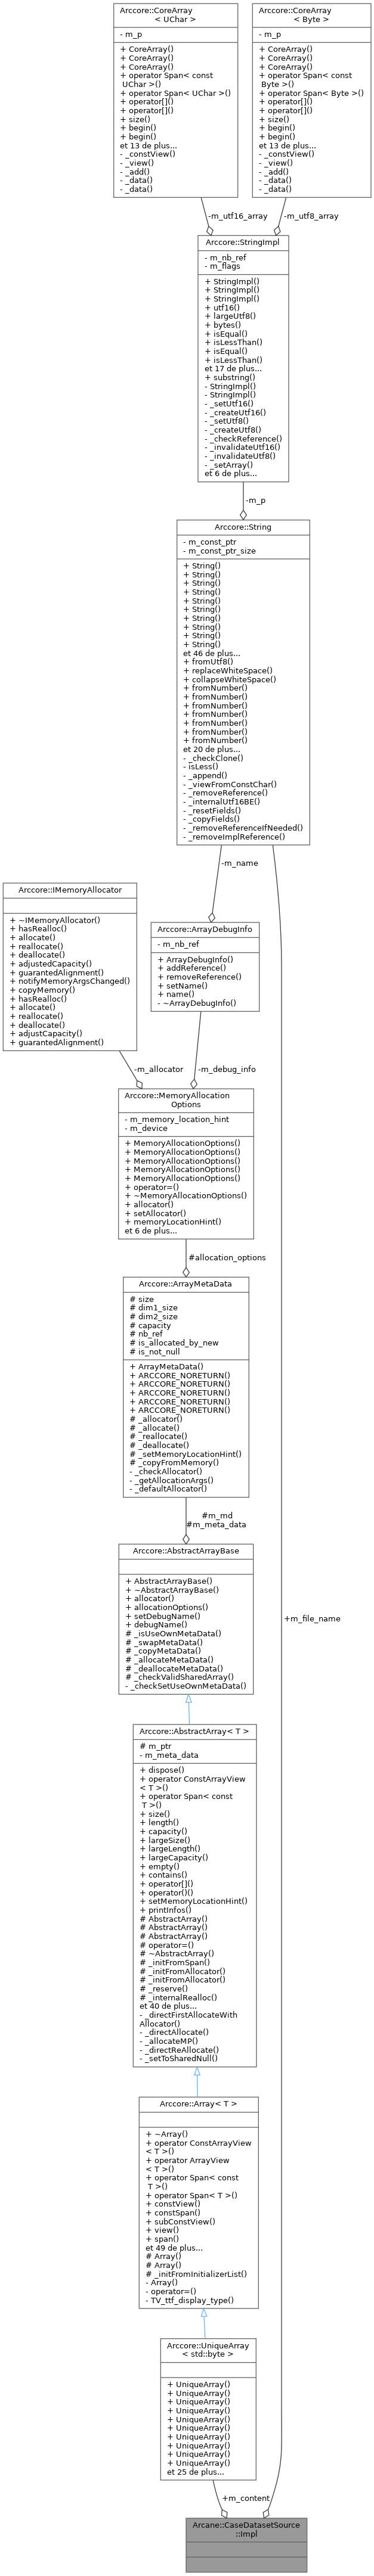 Arccore::CoreArray
< UChar >
- m_p
+ CoreArray()
+ CoreArray()
+ CoreArray()
+ operator Span< const
UChar >()
+ operator Span< UChar >()
+ operator[]()
+ operator[]()
+ size()
+ begin()
+ begin()
et 13 de plus...
- _constView()
- _view()
- _add()
- _data()
- _data()
Arccore::CoreArray
< Byte >
- m_p
+ CoreArray()
+ CoreArray()
+ CoreArray()
+ operator Span< const
Byte >()
+ operator Span< Byte >()
+ operator[]()
+ operator[]()
+ size()
+ begin()
+ begin()
et 13 de plus...
- _constView()
- _view()
- _add()
- _data()
- _data()
-m_utf16_array
-m_utf8_array
Arccore::StringImpl
- m_nb_ref
- m_flags
+ StringImpl()
+ StringImpl()
+ StringImpl()
+ utf16()
+ largeUtf8()
+ bytes()
+ isEqual()
+ isLessThan()
+ isEqual()
+ isLessThan()
et 17 de plus...
+ substring()
- StringImpl()
- StringImpl()
- _setUtf16()
- _createUtf16()
- _setUtf8()
- _createUtf8()
- _checkReference()
- _invalidateUtf16()
- _invalidateUtf8()
- _setArray()
et 6 de plus...
-m_p
Arccore::String
- m_const_ptr
- m_const_ptr_size
+ String()
+ String()
+ String()
+ String()
+ String()
+ String()
+ String()
+ String()
+ String()
+ String()
et 46 de plus...
+ fromUtf8()
+ replaceWhiteSpace()
+ collapseWhiteSpace()
+ fromNumber()
+ fromNumber()
+ fromNumber()
+ fromNumber()
+ fromNumber()
+ fromNumber()
+ fromNumber()
et 20 de plus...
- _checkClone()
- isLess()
- _append()
- _viewFromConstChar()
- _removeReference()
- _internalUtf16BE()
- _resetFields()
- _copyFields()
- _removeReferenceIfNeeded()
- _removeImplReference()
-m_name
Arccore::IMemoryAllocator
+ ~IMemoryAllocator()
+ hasRealloc()
+ allocate()
+ reallocate()
+ deallocate()
+ adjustedCapacity()
+ guarantedAlignment()
+ notifyMemoryArgsChanged()
+ copyMemory()
+ hasRealloc()
+ allocate()
+ reallocate()
+ deallocate()
+ adjustCapacity()
+ guarantedAlignment()
Arccore::ArrayDebugInfo
- m_nb_ref
+ ArrayDebugInfo()
+ addReference()
+ removeReference()
+ setName()
+ name()
- ~ArrayDebugInfo()
-m_allocator
-m_debug_info
Arccore::MemoryAllocation
Options
- m_memory_location_hint
- m_device
+ MemoryAllocationOptions()
+ MemoryAllocationOptions()
+ MemoryAllocationOptions()
+ MemoryAllocationOptions()
+ MemoryAllocationOptions()
+ operator=()
+ ~MemoryAllocationOptions()
+ allocator()
+ setAllocator()
+ memoryLocationHint()
et 6 de plus...
#allocation_options
Arccore::ArrayMetaData
# size
# dim1_size
# dim2_size
# capacity
# nb_ref
# is_allocated_by_new
# is_not_null
+ ArrayMetaData()
+ ARCCORE_NORETURN()
+ ARCCORE_NORETURN()
+ ARCCORE_NORETURN()
+ ARCCORE_NORETURN()
+ ARCCORE_NORETURN()
# _allocator()
# _allocate()
# _reallocate()
# _deallocate()
# _setMemoryLocationHint()
# _copyFromMemory()
- _checkAllocator()
- _getAllocationArgs()
- _defaultAllocator()
#m_md
#m_meta_data
Arccore::AbstractArrayBase
+ AbstractArrayBase()
+ ~AbstractArrayBase()
+ allocator()
+ allocationOptions()
+ setDebugName()
+ debugName()
# _isUseOwnMetaData()
# _swapMetaData()
# _copyMetaData()
# _allocateMetaData()
# _deallocateMetaData()
# _checkValidSharedArray()
- _checkSetUseOwnMetaData()
+m_file_name
Arccore::AbstractArray< T >
# m_ptr
- m_meta_data
+ dispose()
+ operator ConstArrayView
< T >()
+ operator Span< const
T >()
+ size()
+ length()
+ capacity()
+ largeSize()
+ largeLength()
+ largeCapacity()
+ empty()
+ contains()
+ operator[]()
+ operator()()
+ setMemoryLocationHint()
+ printInfos()
# AbstractArray()
# AbstractArray()
# AbstractArray()
# operator=()
# ~AbstractArray()
# _initFromSpan()
# _initFromAllocator()
# _initFromAllocator()
# _reserve()
# _internalRealloc()
et 40 de plus...
- _directFirstAllocateWith
Allocator()
- _directAllocate()
- _allocateMP()
- _directReAllocate()
- _setToSharedNull()
Arccore::Array< T >
+ ~Array()
+ operator ConstArrayView
< T >()
+ operator ArrayView
< T >()
+ operator Span< const
T >()
+ operator Span< T >()
+ constView()
+ constSpan()
+ subConstView()
+ view()
+ span()
et 49 de plus...
# Array()
# Array()
# _initFromInitializerList()
- Array()
- operator=()
- TV_ttf_display_type()
Arccore::UniqueArray
< std::byte >
+ UniqueArray()
+ UniqueArray()
+ UniqueArray()
+ UniqueArray()
+ UniqueArray()
+ UniqueArray()
+ UniqueArray()
+ UniqueArray()
+ UniqueArray()
+ UniqueArray()
et 25 de plus...
+m_content
Arcane::CaseDatasetSource
::Impl